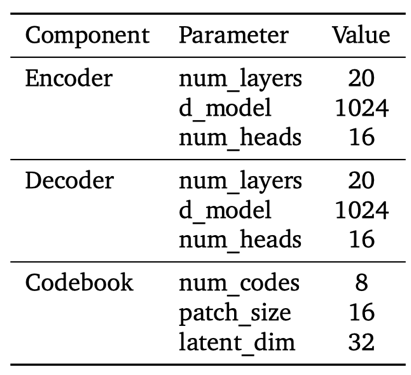 Component Parameter Value
Encoder num_layers 20
d_model 1024
num_heads 16
Decoder num_layers 20
d_model 1024
num_heads 16
Codebook num_codes 8
patch_size 16
latent_dim 32